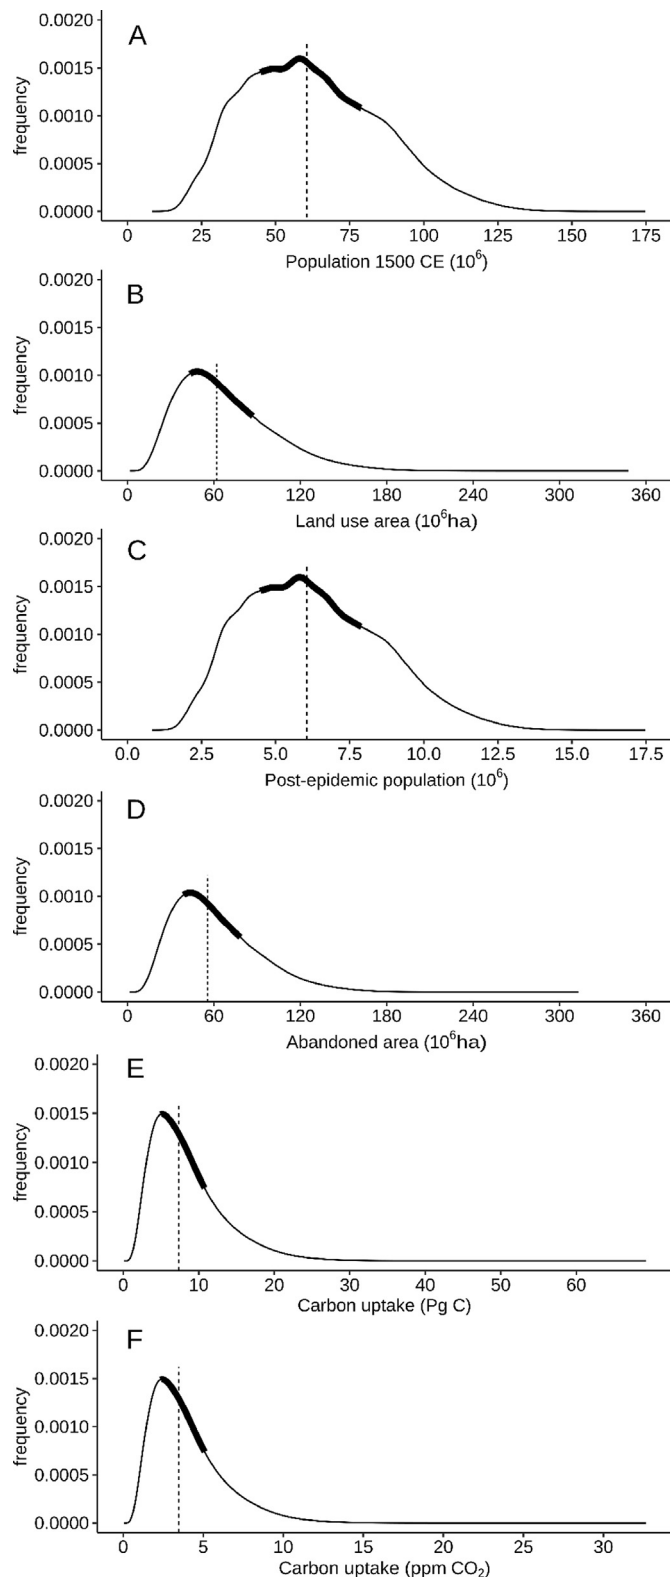 A
0.0020
0.0015
0.0010
0.0005
0.0000
frequency
0 25 50 75 100 125 150 175
Population 1500 CE (10⁶)
B
0.0020
0.0015
0.0010
0.0005
0.0000
frequency
0 60 120 180 240 300 360
Land use area (10⁶ha)
C
0.0020
0.0015
0.0010
0.0005
0.0000
frequency
0.0 2.5 5.0 7.5 10.0 12.5 15.0 17.5
Post-epidemic population (10⁶)
D
0.0020
0.0015
0.0010
0.0005
0.0000
frequency
0 60 120 180 240 300 360
Abandoned area (10⁶ha)
E
0.0020
0.0015
0.0010
0.0005
0.0000
frequency
0 10 20 30 40 50 60
Carbon uptake (Pg C)
F
0.0020
0.0015
0.0010
0.0005
0.0000
frequency
0 5 10 15 20 25 30
Carbon uptake (ppm CO₂)